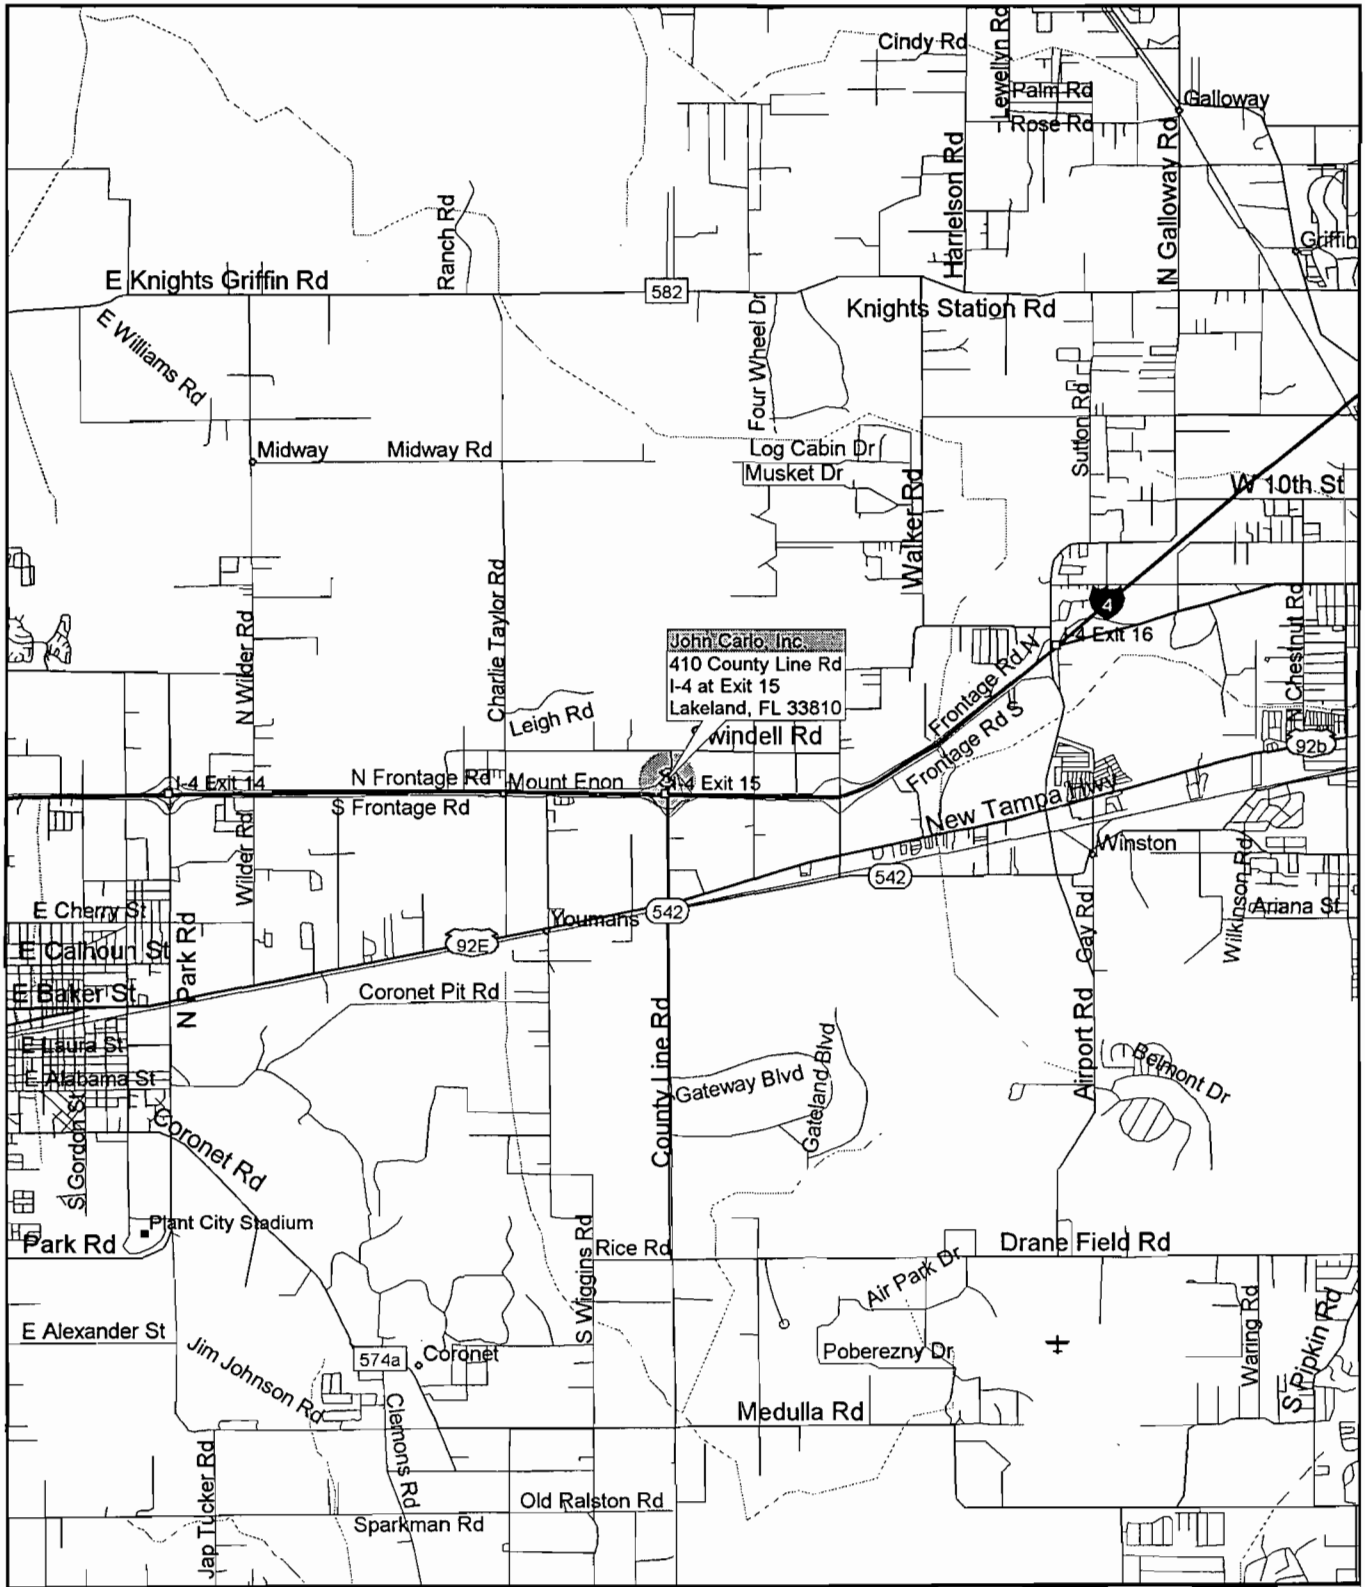 Cindy Rd
Lewellyn Rd
Palm Rd
Galloway
Rose Rd
Harrelson Rd
N Galloway Rd
Ranch Rd
Griffin
E Knights Griffin Rd
582
Knights Station Rd
E Williams Rd
Four Wheel Dr
Sutton Rd
Midway
Midway Rd
Log Cabin Dr
Musket Dr
W 10th St
Walker Rd
Charlie Taylor Rd
4
N Wilder Rd
John Carlo, Inc.
410 County Line Rd
I-4 at Exit 15
Lakeland, FL 33810
I-4 Exit 16
Frontage Rd N
N Chestnut Rd
Leigh Rd
Swindell Rd
Frontage Rd S
92b
I-4 Exit 14
N Frontage Rd
Mount Enon
I-4 Exit 15
S Frontage Rd
New Tampa Hwy
Wilder Rd
Winston
542
Wilkinson Rd
E Cherry St
542
Youmans
Ariana St
E Calhoun St
N Park Rd
92E
Gay Rd
E Baker St
Coronet Pit Rd
County Line Rd
Airport Rd
E Laura St
E Alabama St
Gateway Blvd
Gateland Blvd
Belmont Dr
S Gordon St
Coronet Rd
Plant City Stadium
Park Rd
S Wiggins Rd
Rice Rd
Drane Field Rd
Air Park Dr
E Alexander St
Jim Johnson Rd
574a
Coronet
Poberezny Dr
Waring Rd
S Pipkin Rd
Clemons Rd
Medulla Rd
Jap Tucker Rd
Old Ralston Rd
Sparkman Rd